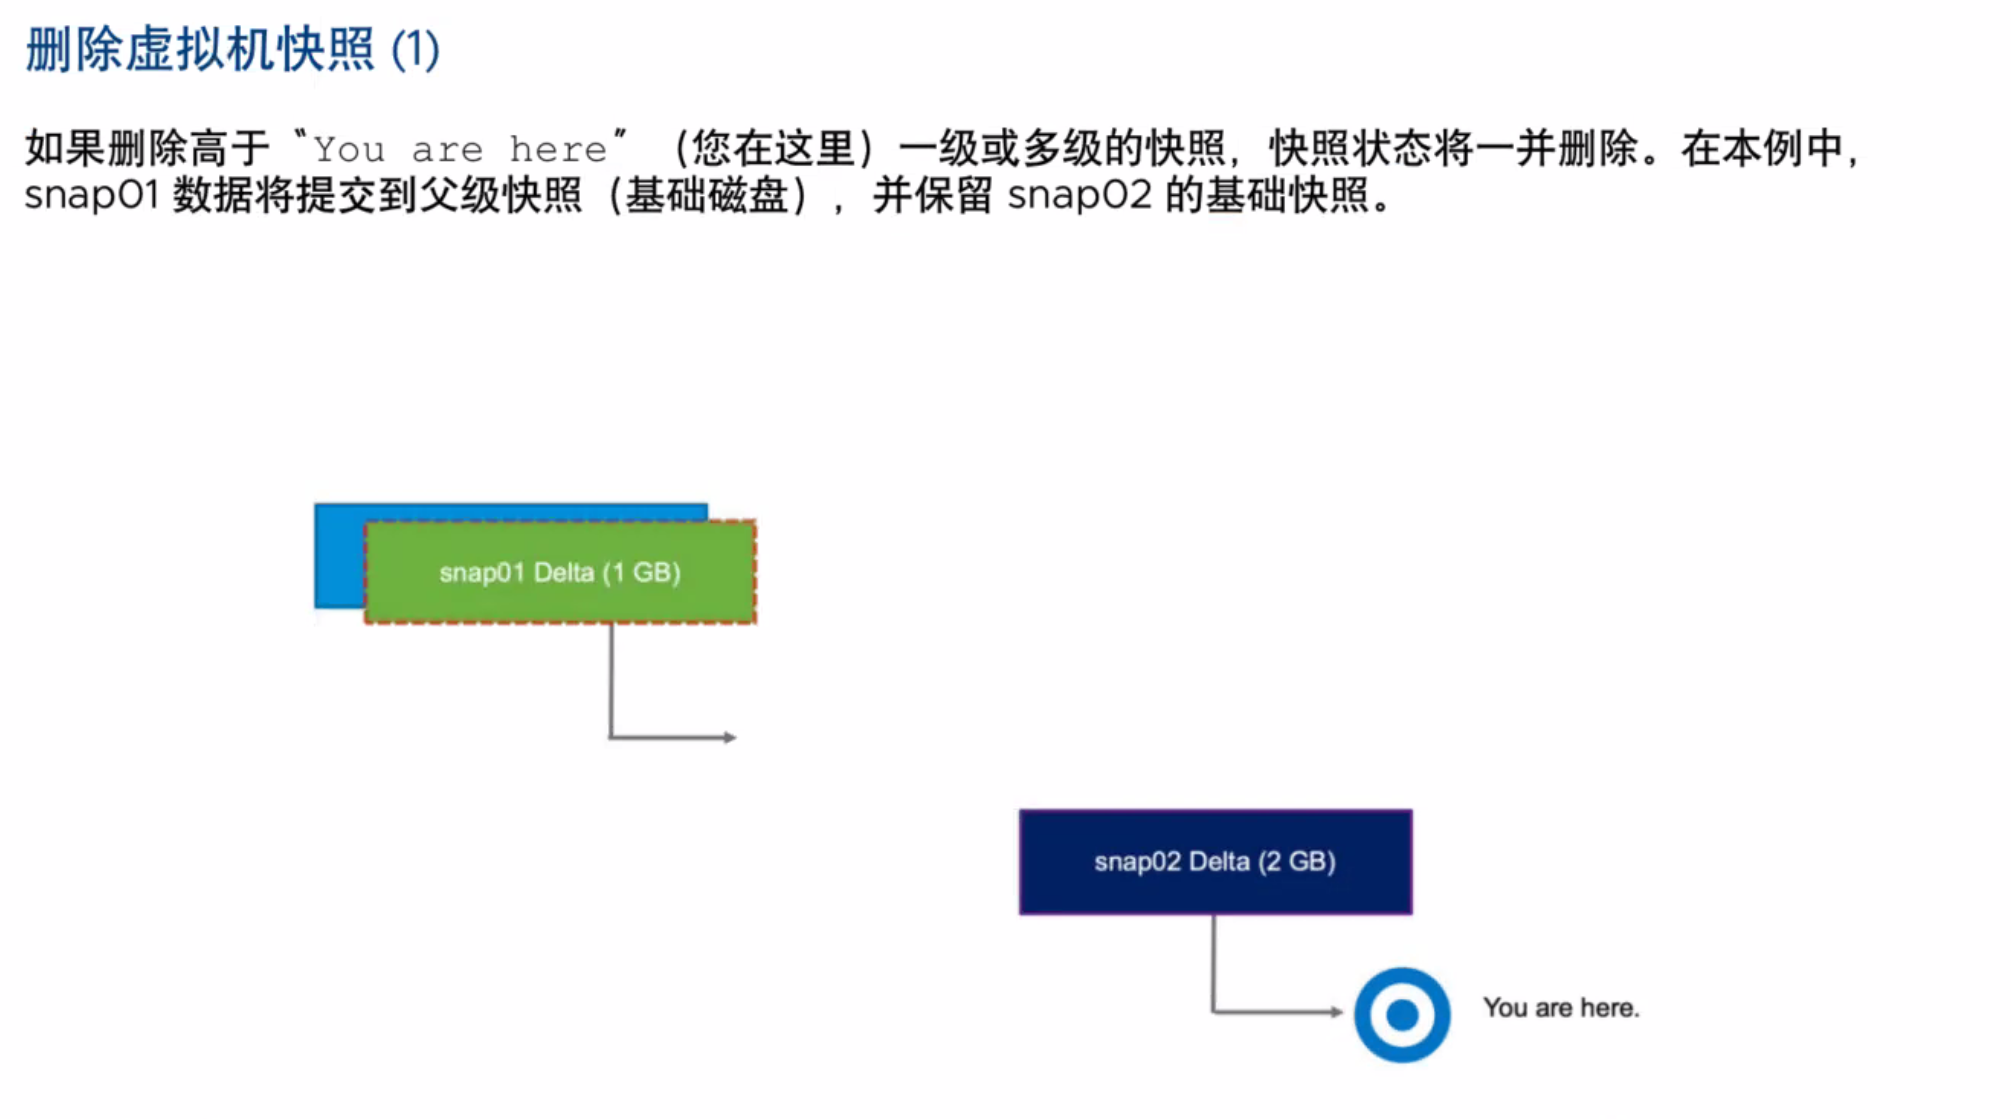 删除虚拟机快照 (1)
如果删除高于〝You are here〞（您在这里）一级或多级的快照，快照状态将一并删除。在本例中，
snap01 数据将提交到父级快照（基础磁盘），并保留 snap02 的基础快照。
snap01 Delta (1 GB)
snap02 Delta (2 GB)
You are here.